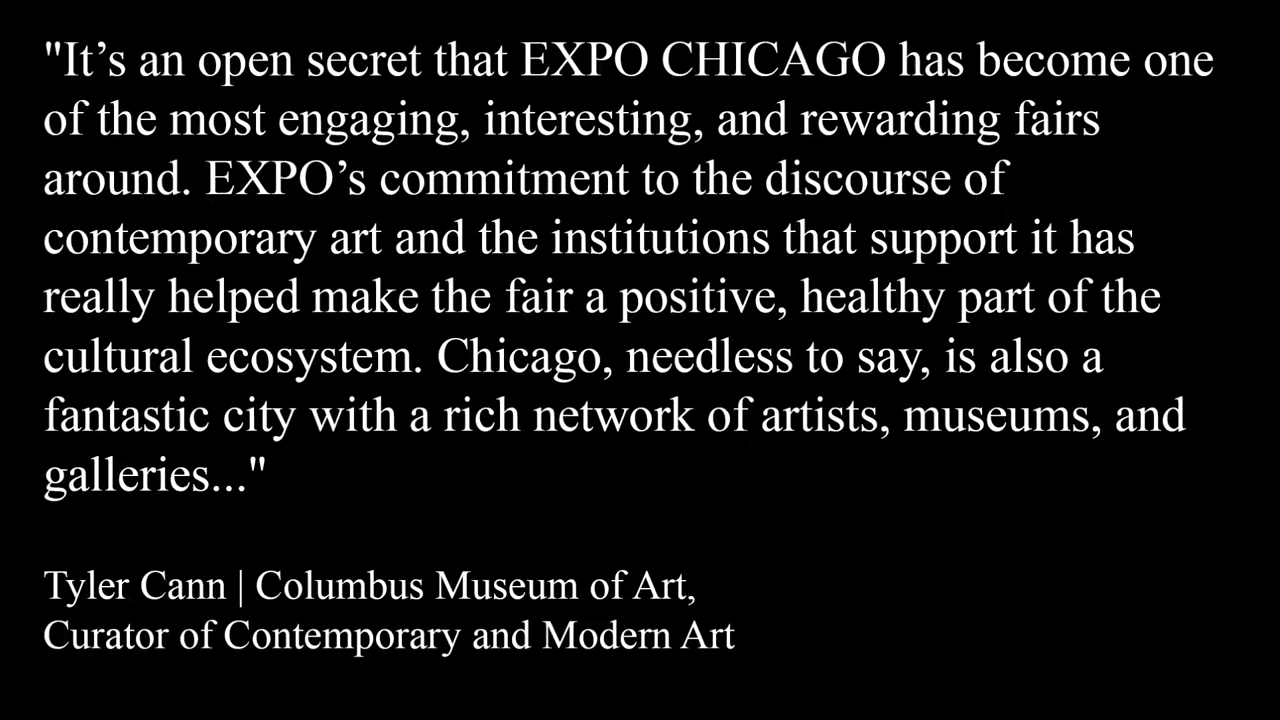 "It’s an open secret that EXPO CHICAGO has become one
of the most engaging, interesting, and rewarding fairs
around. EXPO’s commitment to the discourse of
contemporary art and the institutions that support it has
really helped make the fair a positive, healthy part of the
cultural ecosystem. Chicago, needless to say, is also a
fantastic city with a rich network of artists, museums, and
galleries..."
Tyler Cann | Columbus Museum of Art,
Curator of Contemporary and Modern Art